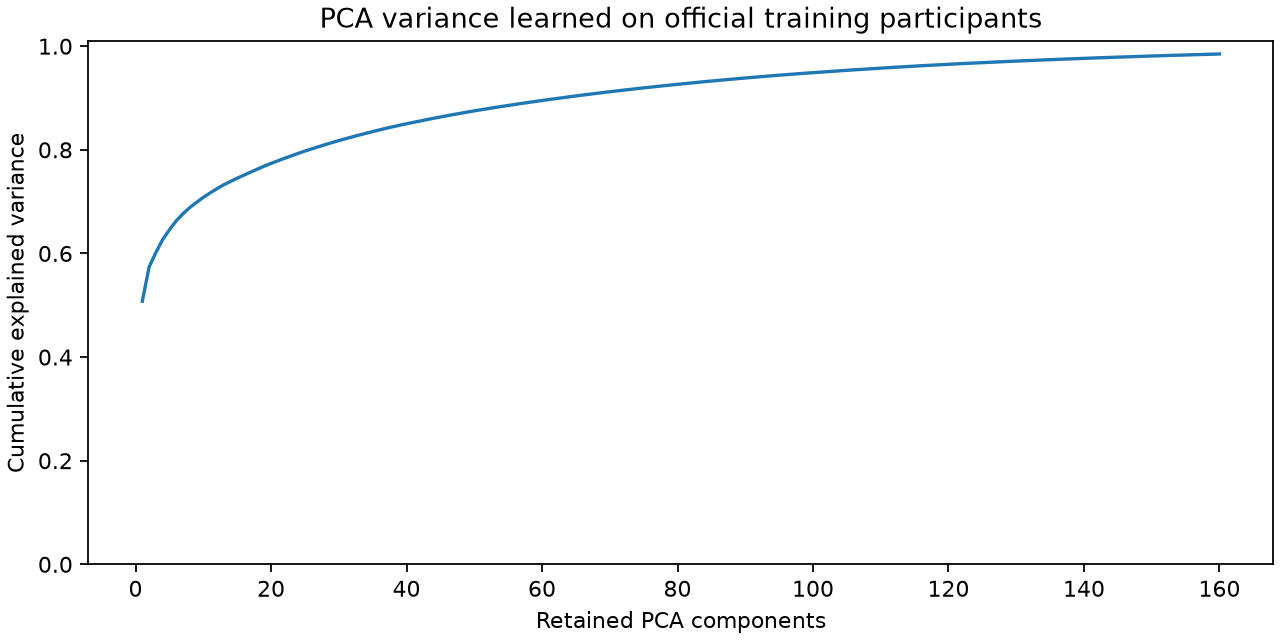 PCA variance learned on official training participants
Cumulative explained variance
1.0
0.8
0.6
0.4
0.2
0.0
0 20 40 60 80 100 120 140 160
Retained PCA components